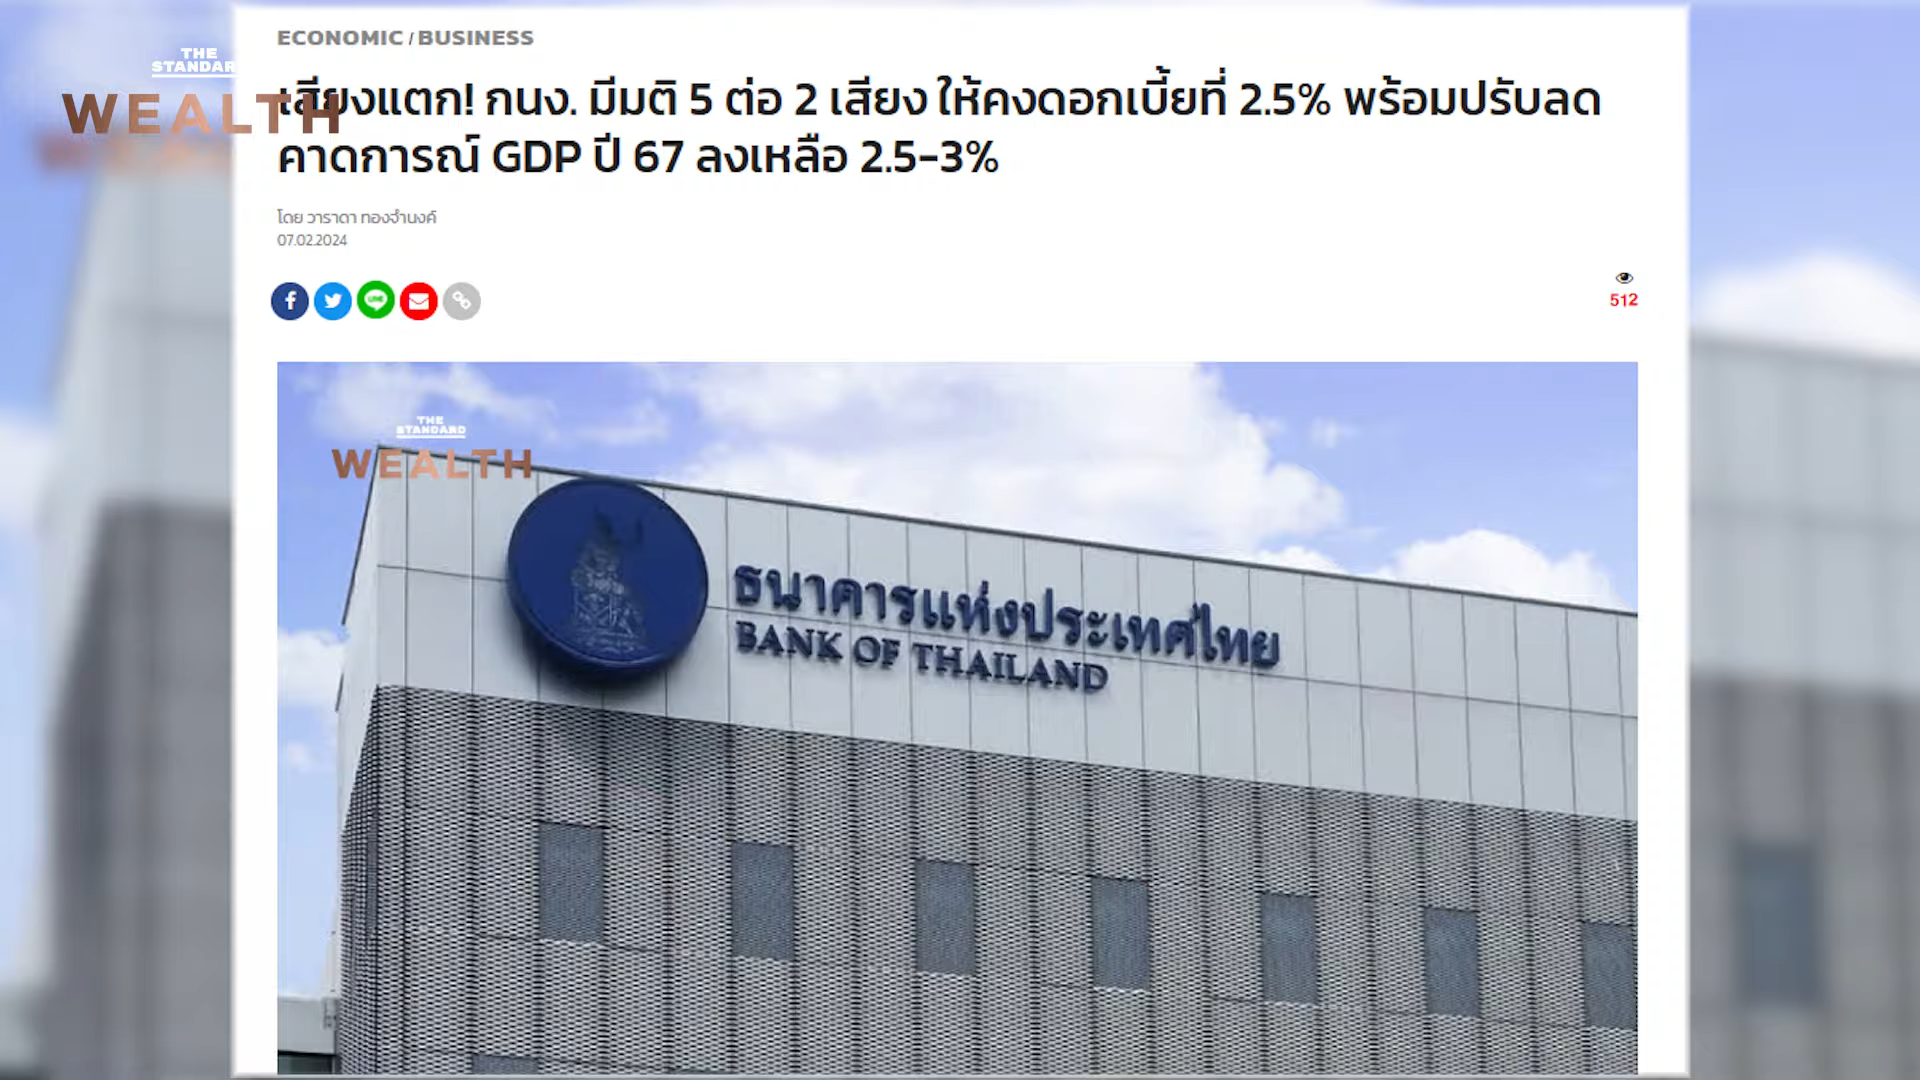 THE
STANDARD
WEALTH
ECONOMIC / BUSINESS
เสียงแตก! กนง. มีมติ 5 ต่อ 2 เสียง ให้คงดอกเบี้ยที่ 2.5% พร้อมปรับลด
คาดการณ์ GDP ปี 67 ลงเหลือ 2.5-3%
โดย วาราดา ทองจำนงค์
07.02.2024
512
THE
STANDARD
WEALTH
ธนาคารแห่งประเทศไทย
BANK OF THAILAND